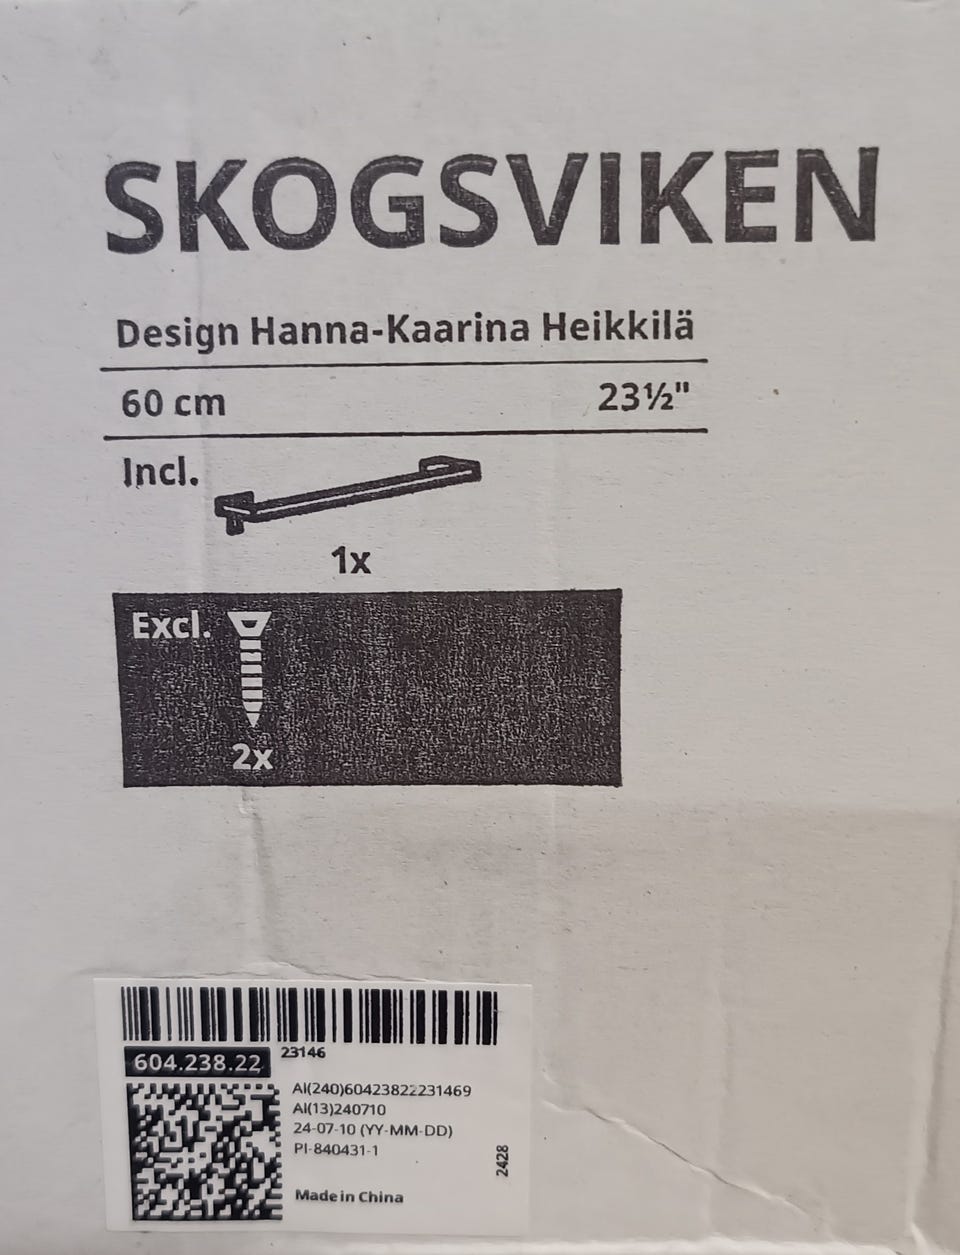 SKOGSVIKEN
Design Hanna-Kaarina Heikkilä
60 cm 23½"
Incl.
1x
Excl.
2x
604.238.22 23146
AI(240)60423822231469
AI(13)240710
24-07-10 (YY-MM-DD)
PI-840431-1
2428
Made in China